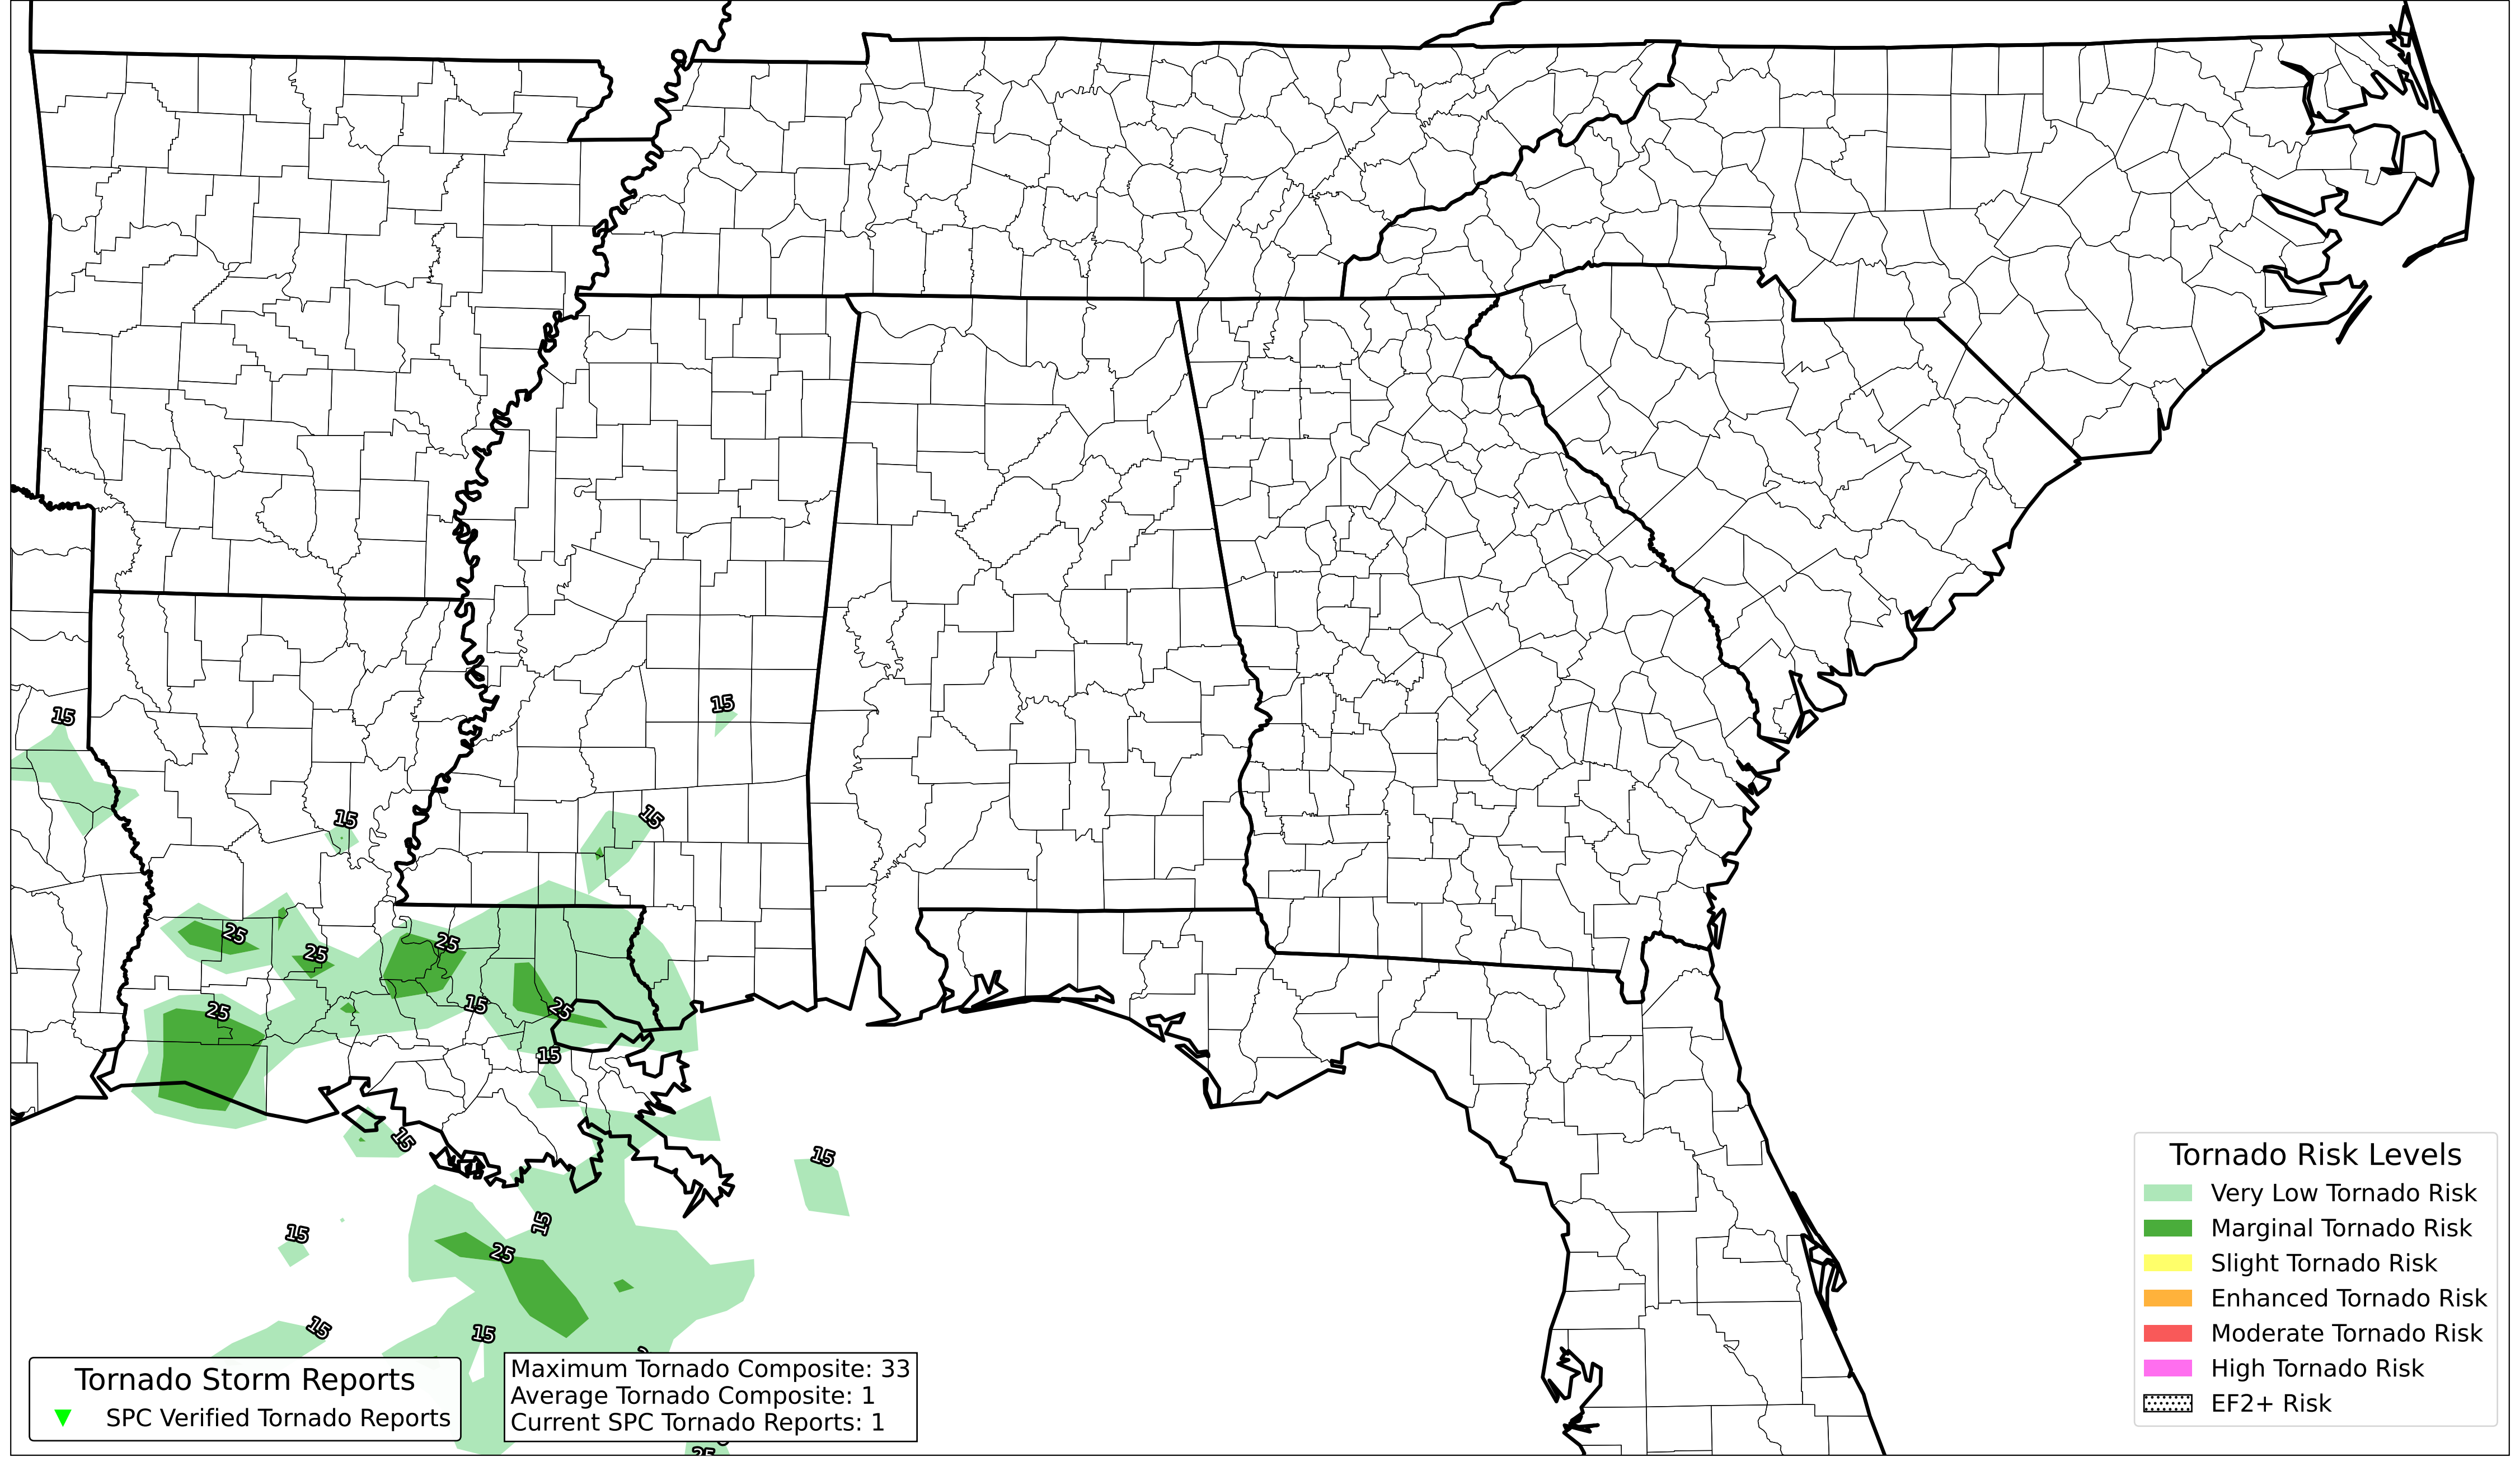 15
15
15
15
25
25
25
15
25
25
15
15
15
15
15
25
15
15
Tornado Risk Levels
Very Low Tornado Risk
Marginal Tornado Risk
Slight Tornado Risk
Enhanced Tornado Risk
Moderate Tornado Risk
High Tornado Risk
EF2+ Risk
Tornado Storm Reports
SPC Verified Tornado Reports
Maximum Tornado Composite: 33
Average Tornado Composite: 1
Current SPC Tornado Reports: 1